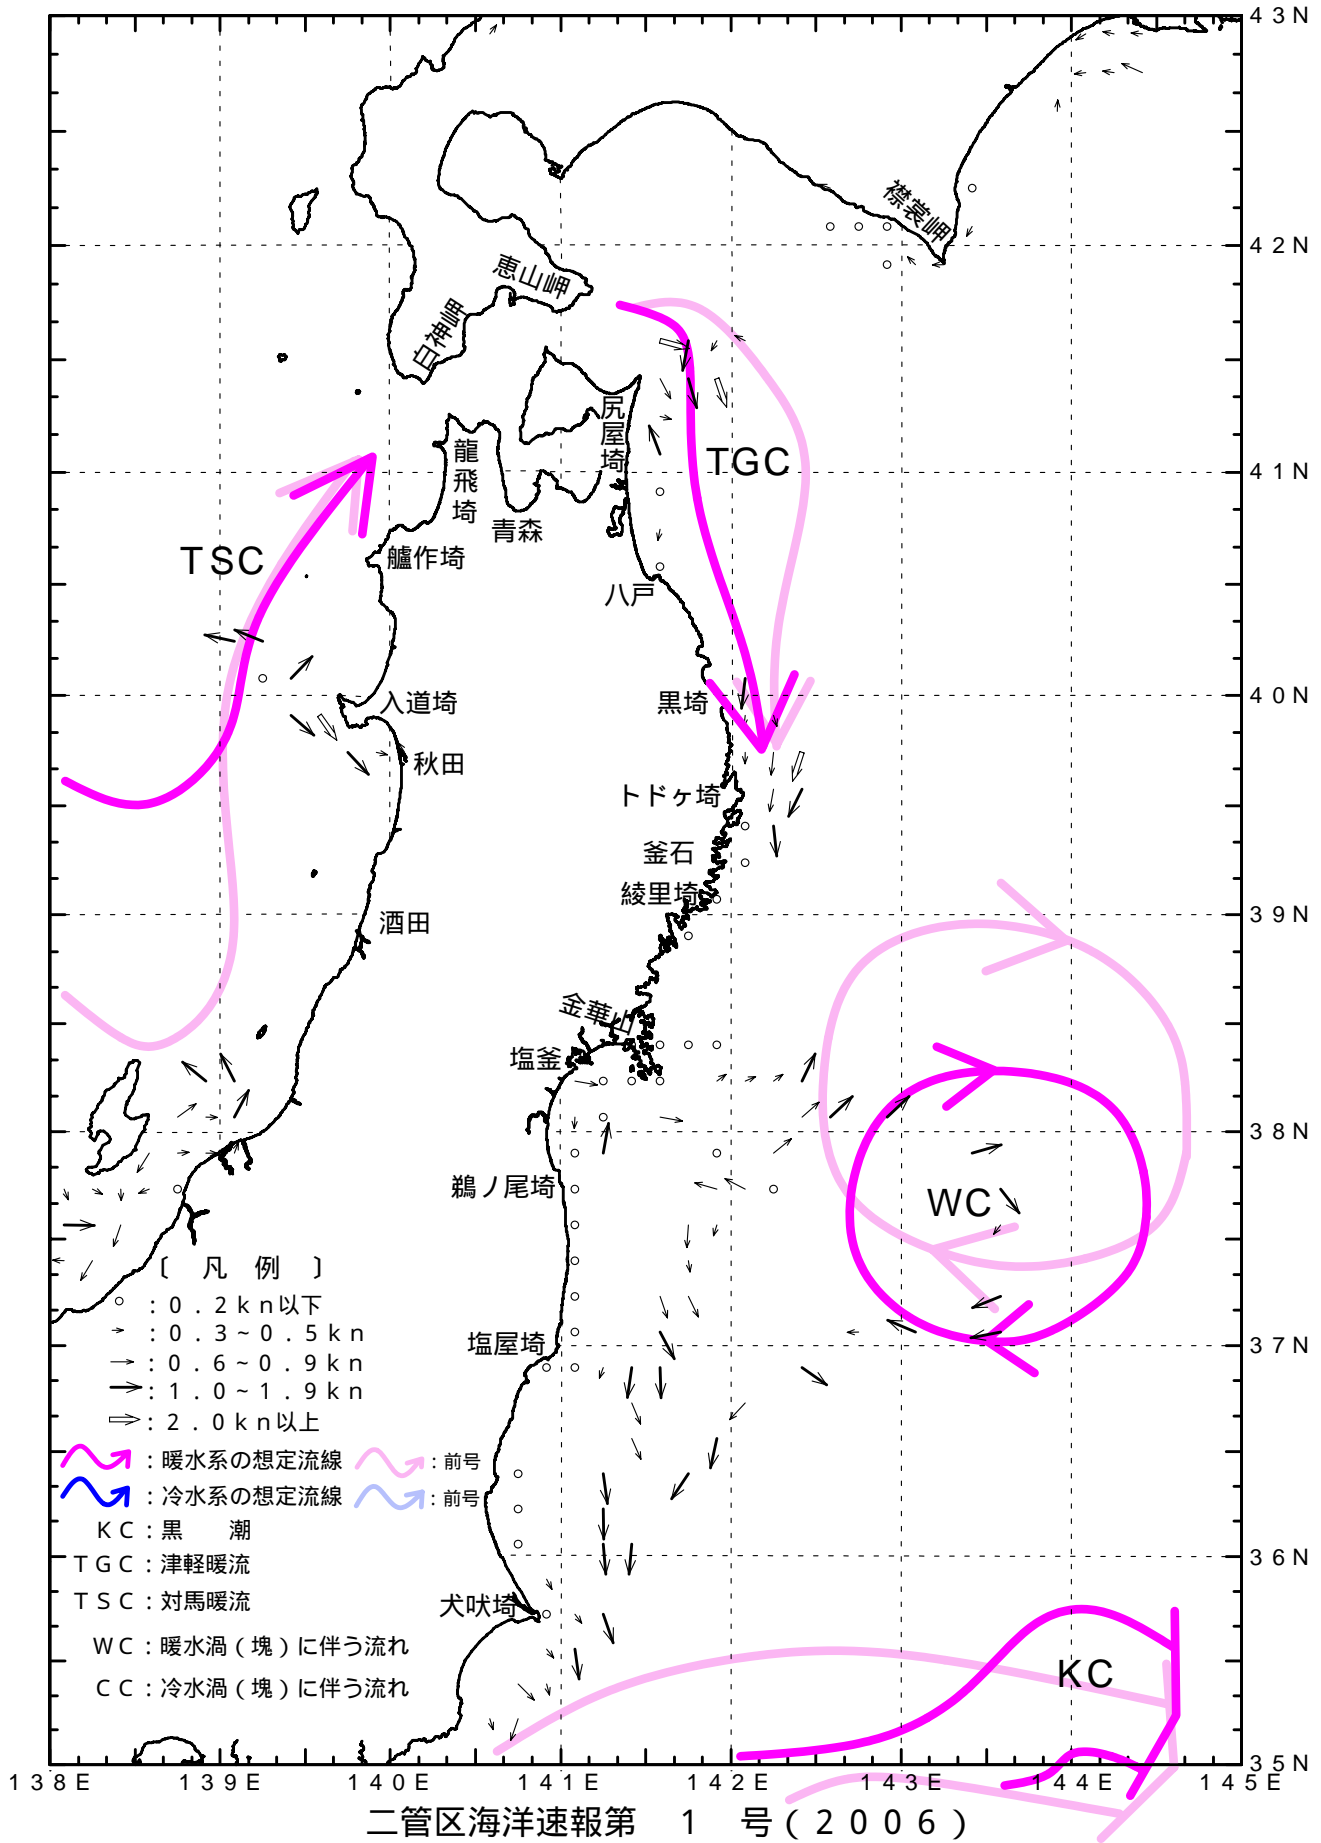 43N
襟裳岬
42N
恵山岬
白神岬
尻屋埼
TGC
龍飛埼
41N
青森
TSC
艫作埼
八戸
入道埼
黒埼
40N
秋田
トドヶ埼
釜石
綾里埼
酒田
39N
金華山
塩釜
38N
鵜ノ尾埼
WC
〔 凡 例 〕
:0.2kn以下
:0.3~0.5kn
塩屋埼
37N
:0.6~0.9kn
:1.0~1.9kn
:2.0kn以上
:暖水系の想定流線 :前号
:冷水系の想定流線 :前号
KC:黒 潮
TGC:津軽暖流
36N
TSC:対馬暖流
犬吠埼
WC:暖水渦(塊)に伴う流れ
KC
CC:冷水渦(塊)に伴う流れ
35N
138E 139E 140E 141E 142E 143E 144E 145E
二管区海洋速報第 1 号(2006)